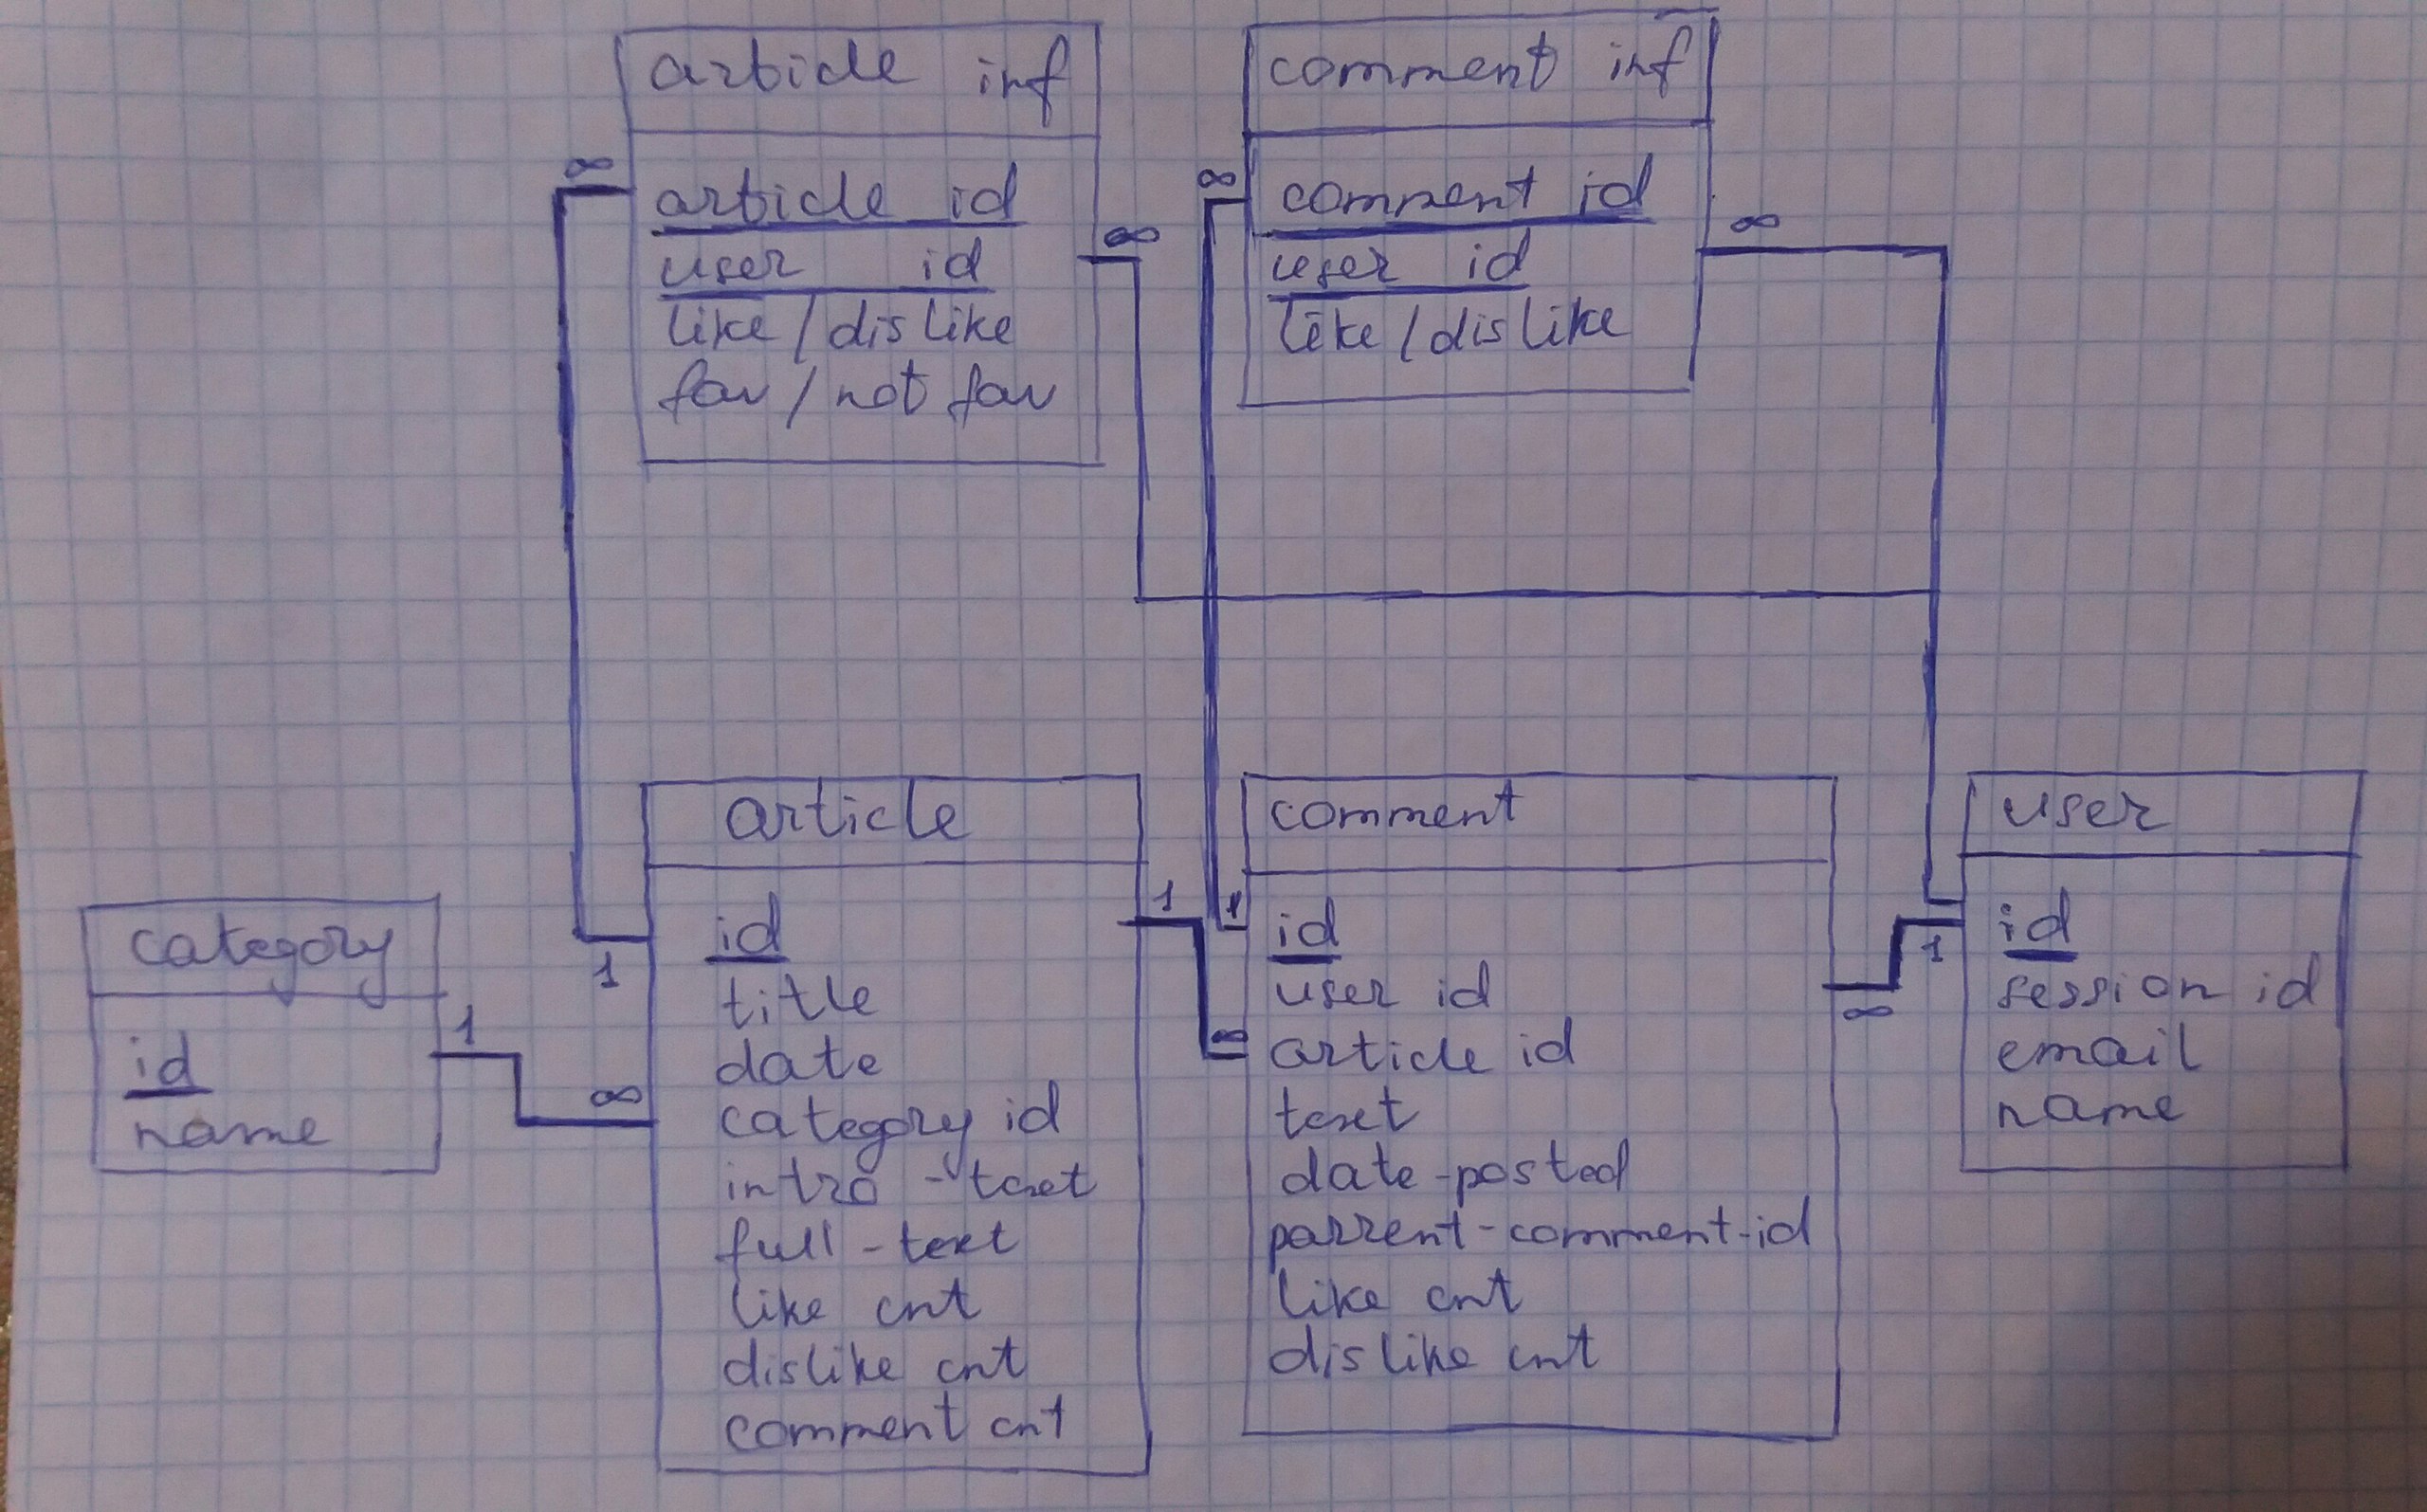 article inf
∞
article id
user id
∞
like/dislike
fav/not fav
comment inf
∞
comment id
user id
∞
like/dislike
category
id
1
name
∞
article
1
id
1
title
date
category id
intro-text
full-text
like cnt
dislike cnt
comment cnt
comment
1
id
user id
∞
∞
article id
text
date-posted
parrent-comment-id
like cnt
dislike cnt
user
id
1
session id
email
name